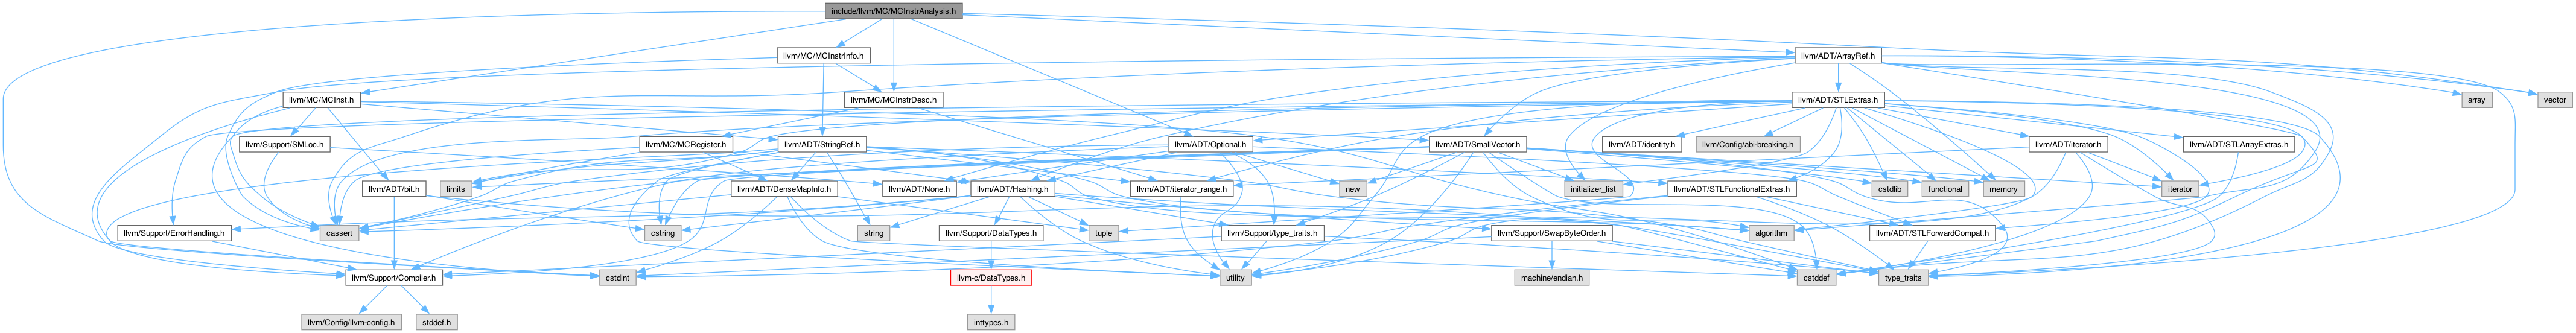 include/llvm/MC/MCInstrAnalysis.h
llvm/MC/MCInstrInfo.h
llvm/ADT/ArrayRef.h
llvm/MC/MCInst.h
llvm/MC/MCInstrDesc.h
llvm/ADT/STLExtras.h
array
vector
llvm/Support/SMLoc.h
llvm/MC/MCRegister.h
llvm/ADT/StringRef.h
llvm/ADT/Optional.h
llvm/ADT/SmallVector.h
llvm/ADT/identity.h
llvm/Config/abi-breaking.h
llvm/ADT/iterator.h
llvm/ADT/STLArrayExtras.h
llvm/ADT/bit.h
limits
llvm/ADT/DenseMapInfo.h
llvm/ADT/None.h
llvm/ADT/Hashing.h
llvm/ADT/iterator_range.h
new
initializer_list
llvm/ADT/STLFunctionalExtras.h
cstdlib
functional
memory
iterator
llvm/Support/ErrorHandling.h
cassert
cstring
string
llvm/Support/DataTypes.h
tuple
llvm/Support/type_traits.h
llvm/Support/SwapByteOrder.h
algorithm
llvm/ADT/STLForwardCompat.h
llvm/Support/Compiler.h
cstdint
llvm-c/DataTypes.h
utility
machine/endian.h
cstddef
type_traits
llvm/Config/llvm-config.h
stddef.h
inttypes.h